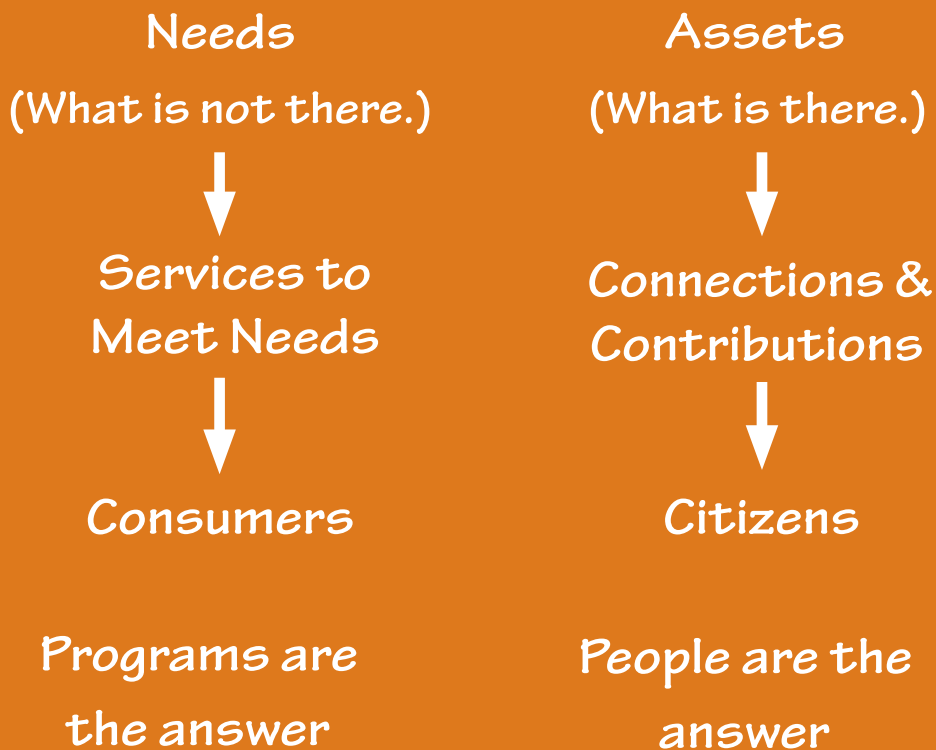 Needs
(What is not there.)
Services to
Meet Needs
Consumers
Programs are
the answer
Assets
(What is there.)
Connections &
Contributions
Citizens
People are the
answer